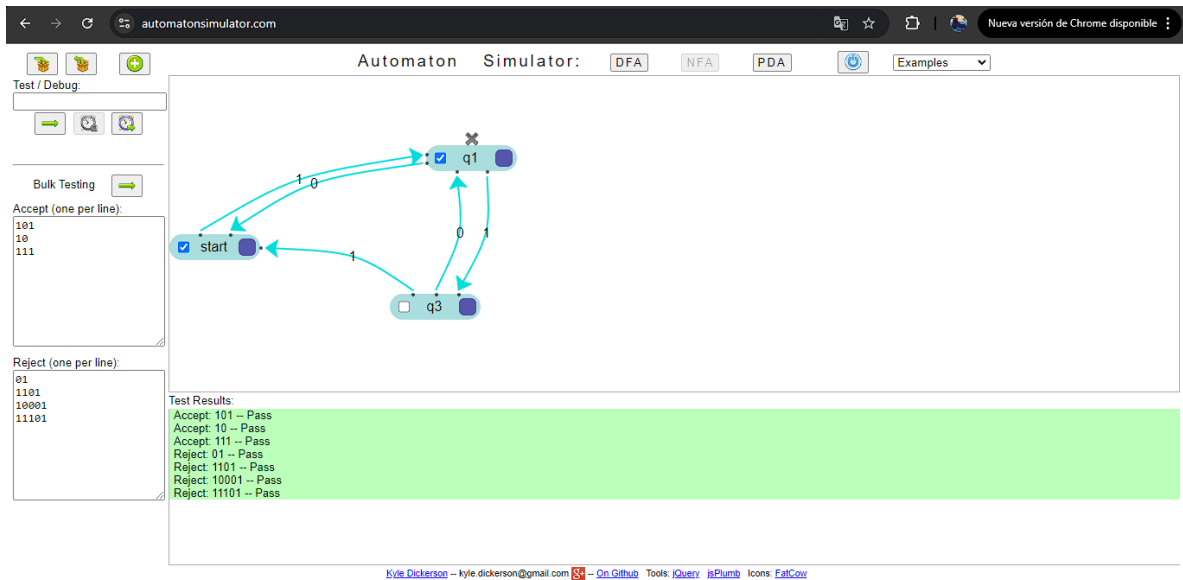 automatonsimulator.com
Nueva versión de Chrome disponible
Automaton Simulator:
DFA
NFA
PDA
Examples
Test / Debug:
Bulk Testing
Accept (one per line):
101
10
111
Reject (one per line):
01
1101
10001
11101
q1
1
0
start
0
1
1
q3
Test Results:
Accept: 101 -- Pass
Accept: 10 -- Pass
Accept: 111 -- Pass
Reject: 01 -- Pass
Reject: 1101 -- Pass
Reject: 10001 -- Pass
Reject: 11101 -- Pass
Kyle Dickerson -- kyle.dickerson@gmail.com g+ -- On Github Tools: jQuery jsPlumb Icons: FatCow